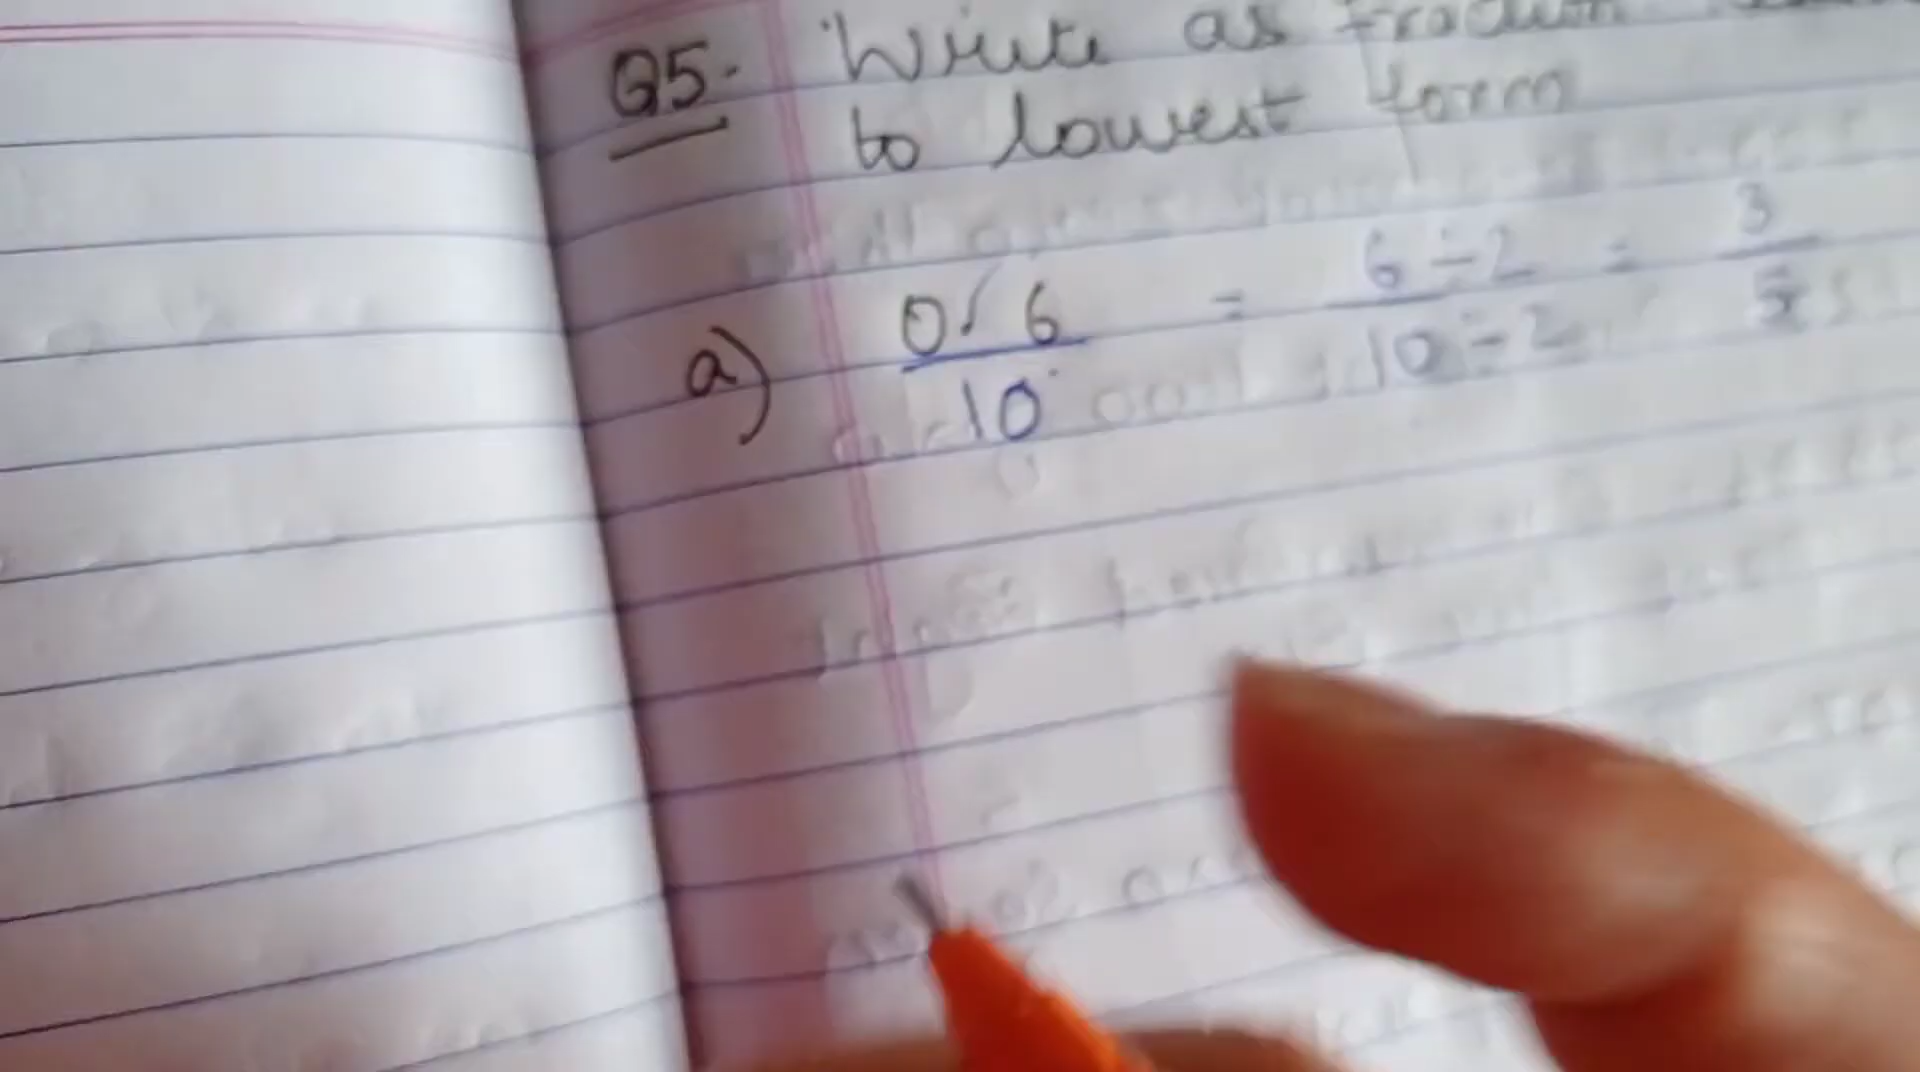 Q5. Write as Fraction
to lowest form
a) 0.6/10 = 6÷2/10÷2 = 3/5